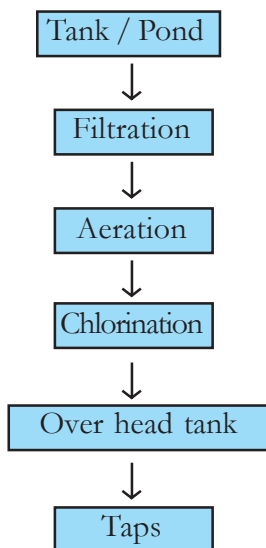 Tank / Pond
Filtration
Aeration
Chlorination
Over head tank
Taps